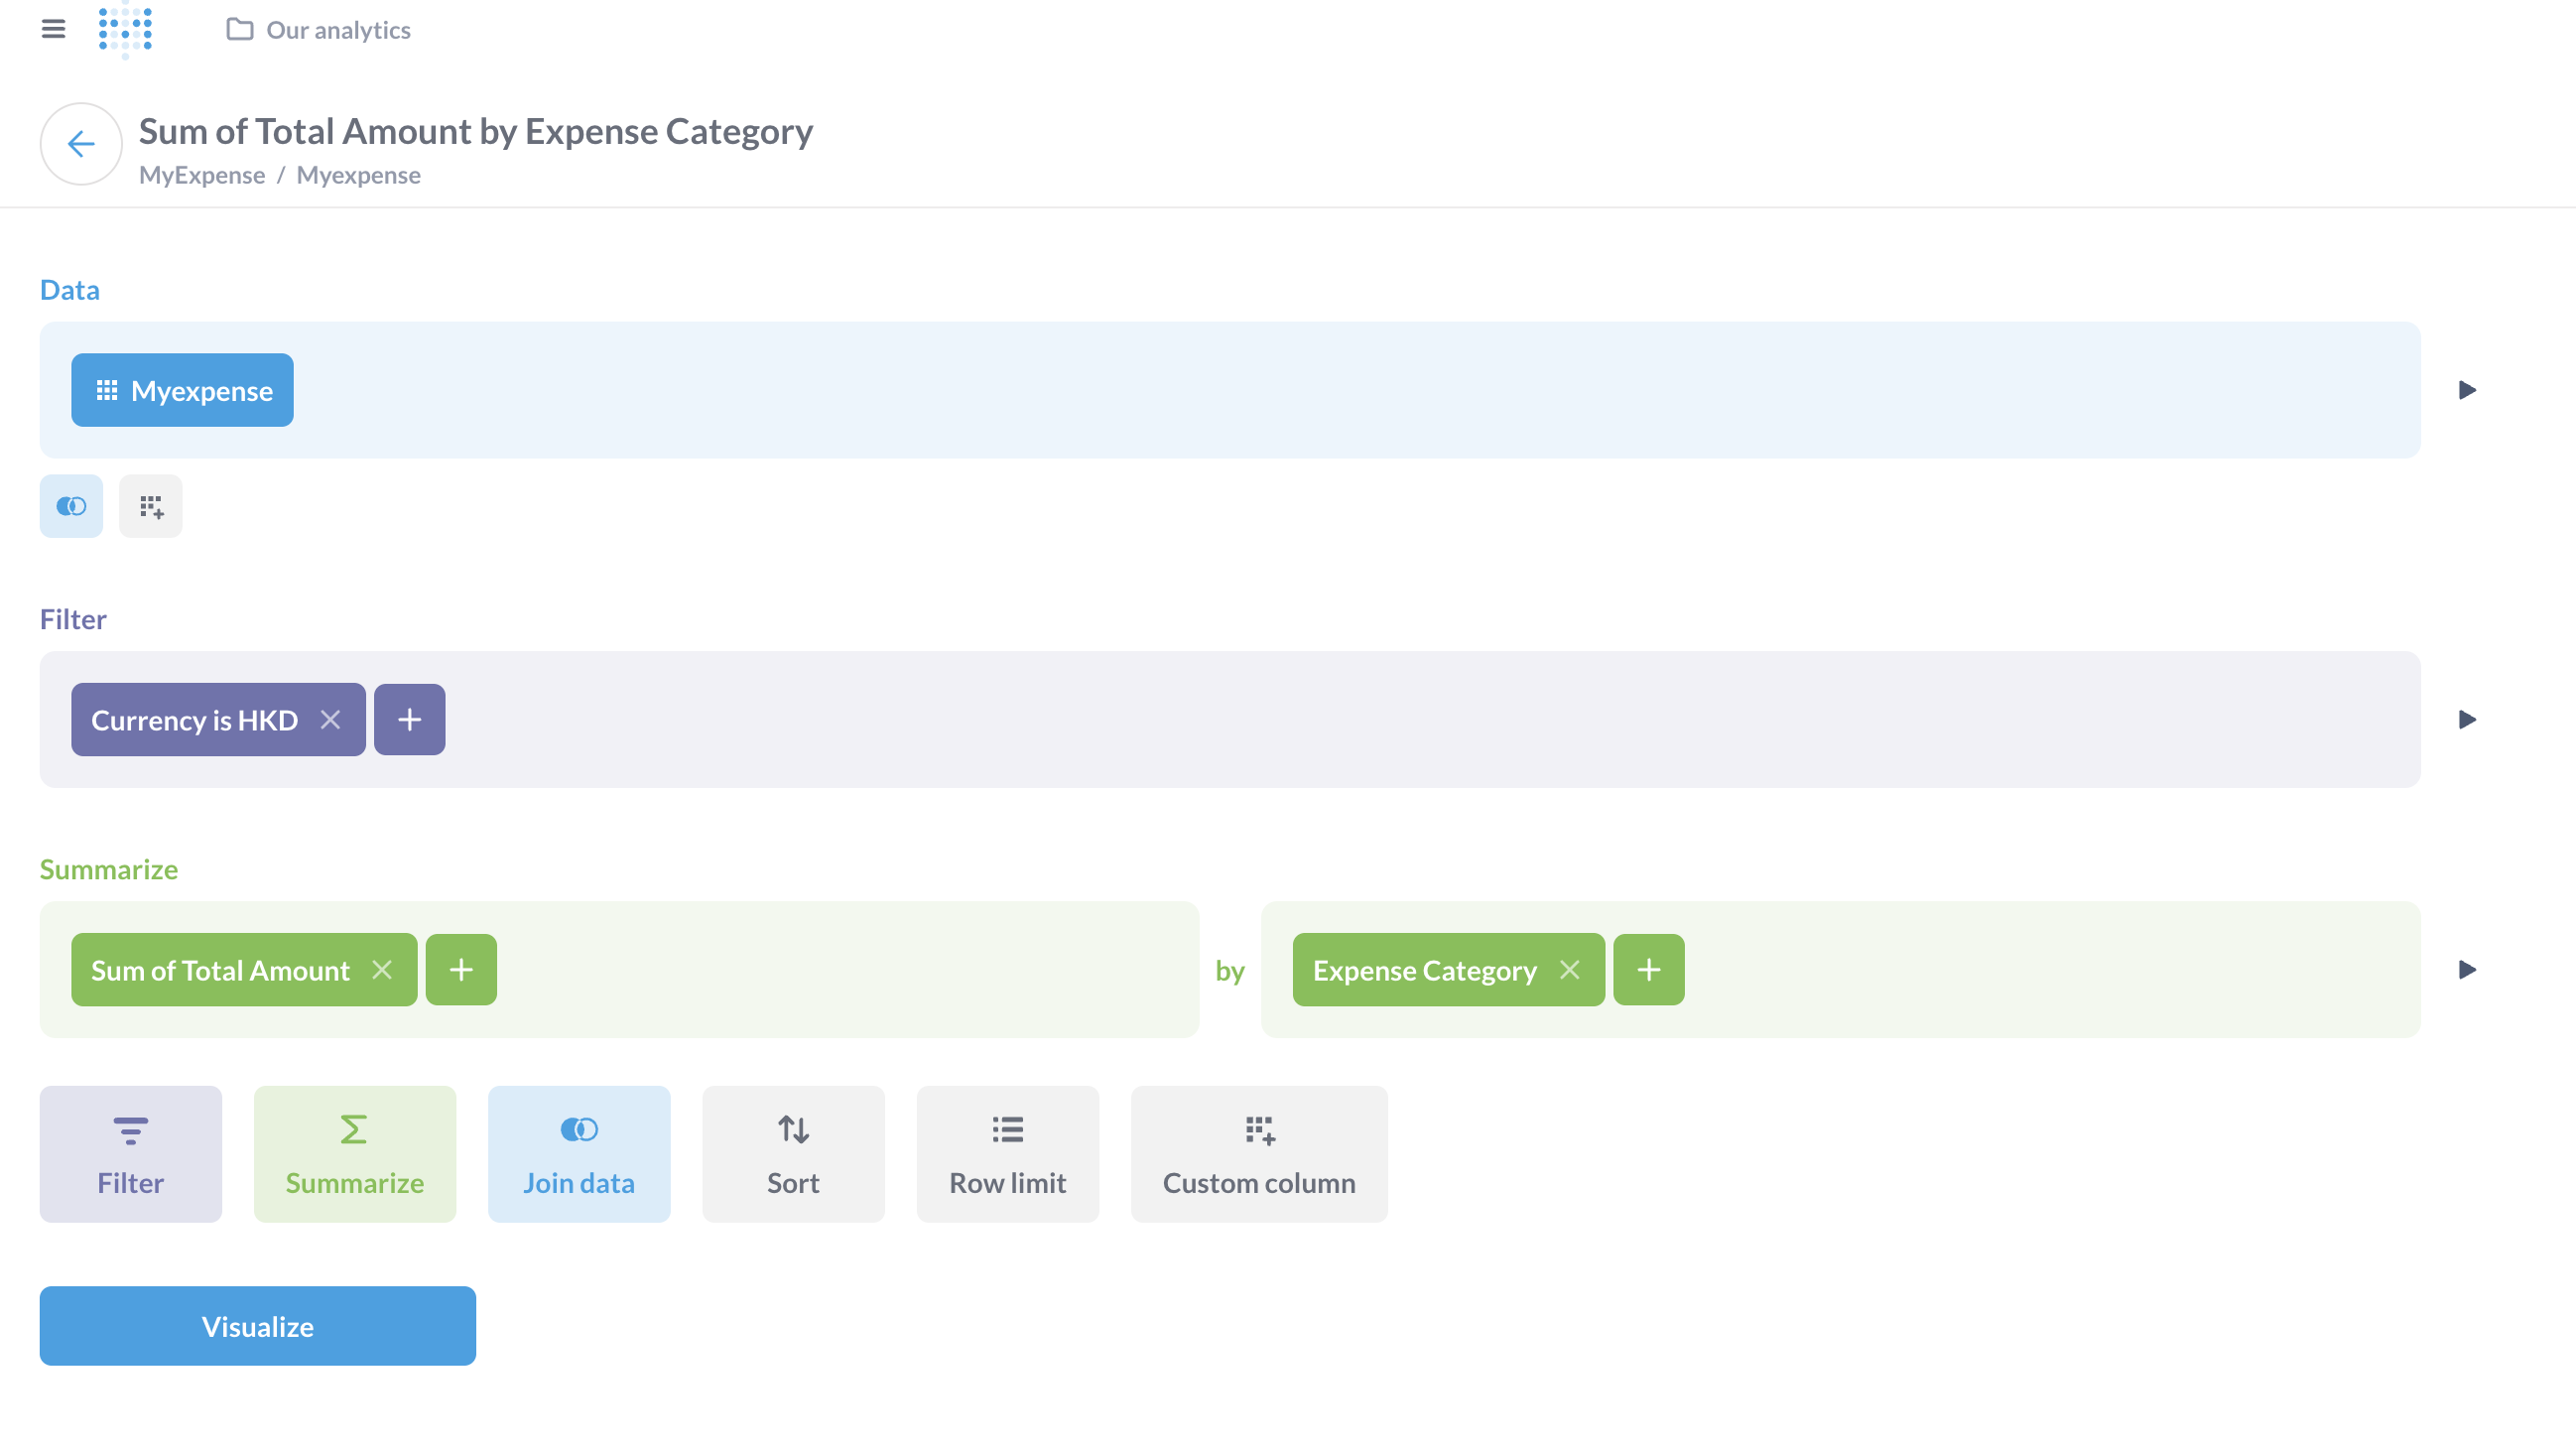 Our analytics
Sum of Total Amount by Expense Category
MyExpense / Myexpense
Data
Myexpense
Filter
Currency is HKD
Summarize
Sum of Total Amount
by
Expense Category
Filter
Summarize
Join data
Sort
Row limit
Custom column
Visualize